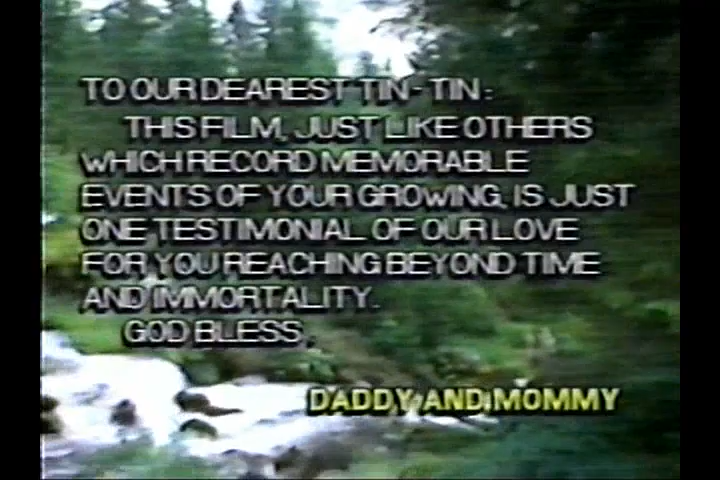 TO OUR DEAREST TIN-TIN:
THIS FILM, JUST LIKE OTHERS
WHICH RECORD MEMORABLE
EVENTS OF YOUR GROWING, IS JUST
ONE TESTIMONIAL OF OUR LOVE
FOR YOU REACHING BEYOND TIME
AND IMMORTALITY.
GOD BLESS,
DADDY AND MOMMY